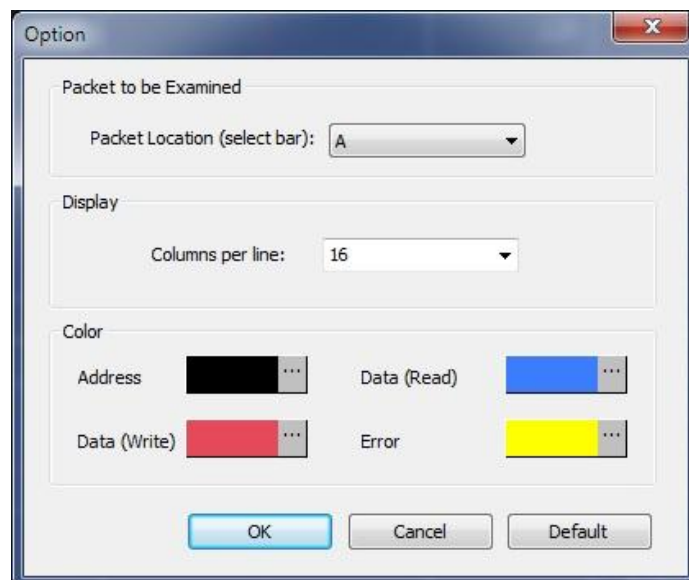 Option
Packet to be Examined
Packet Location (select bar): A
Display
Columns per line: 16
Color
Address ... Data (Read) ...
Data (Write) ... Error ...
OK Cancel Default